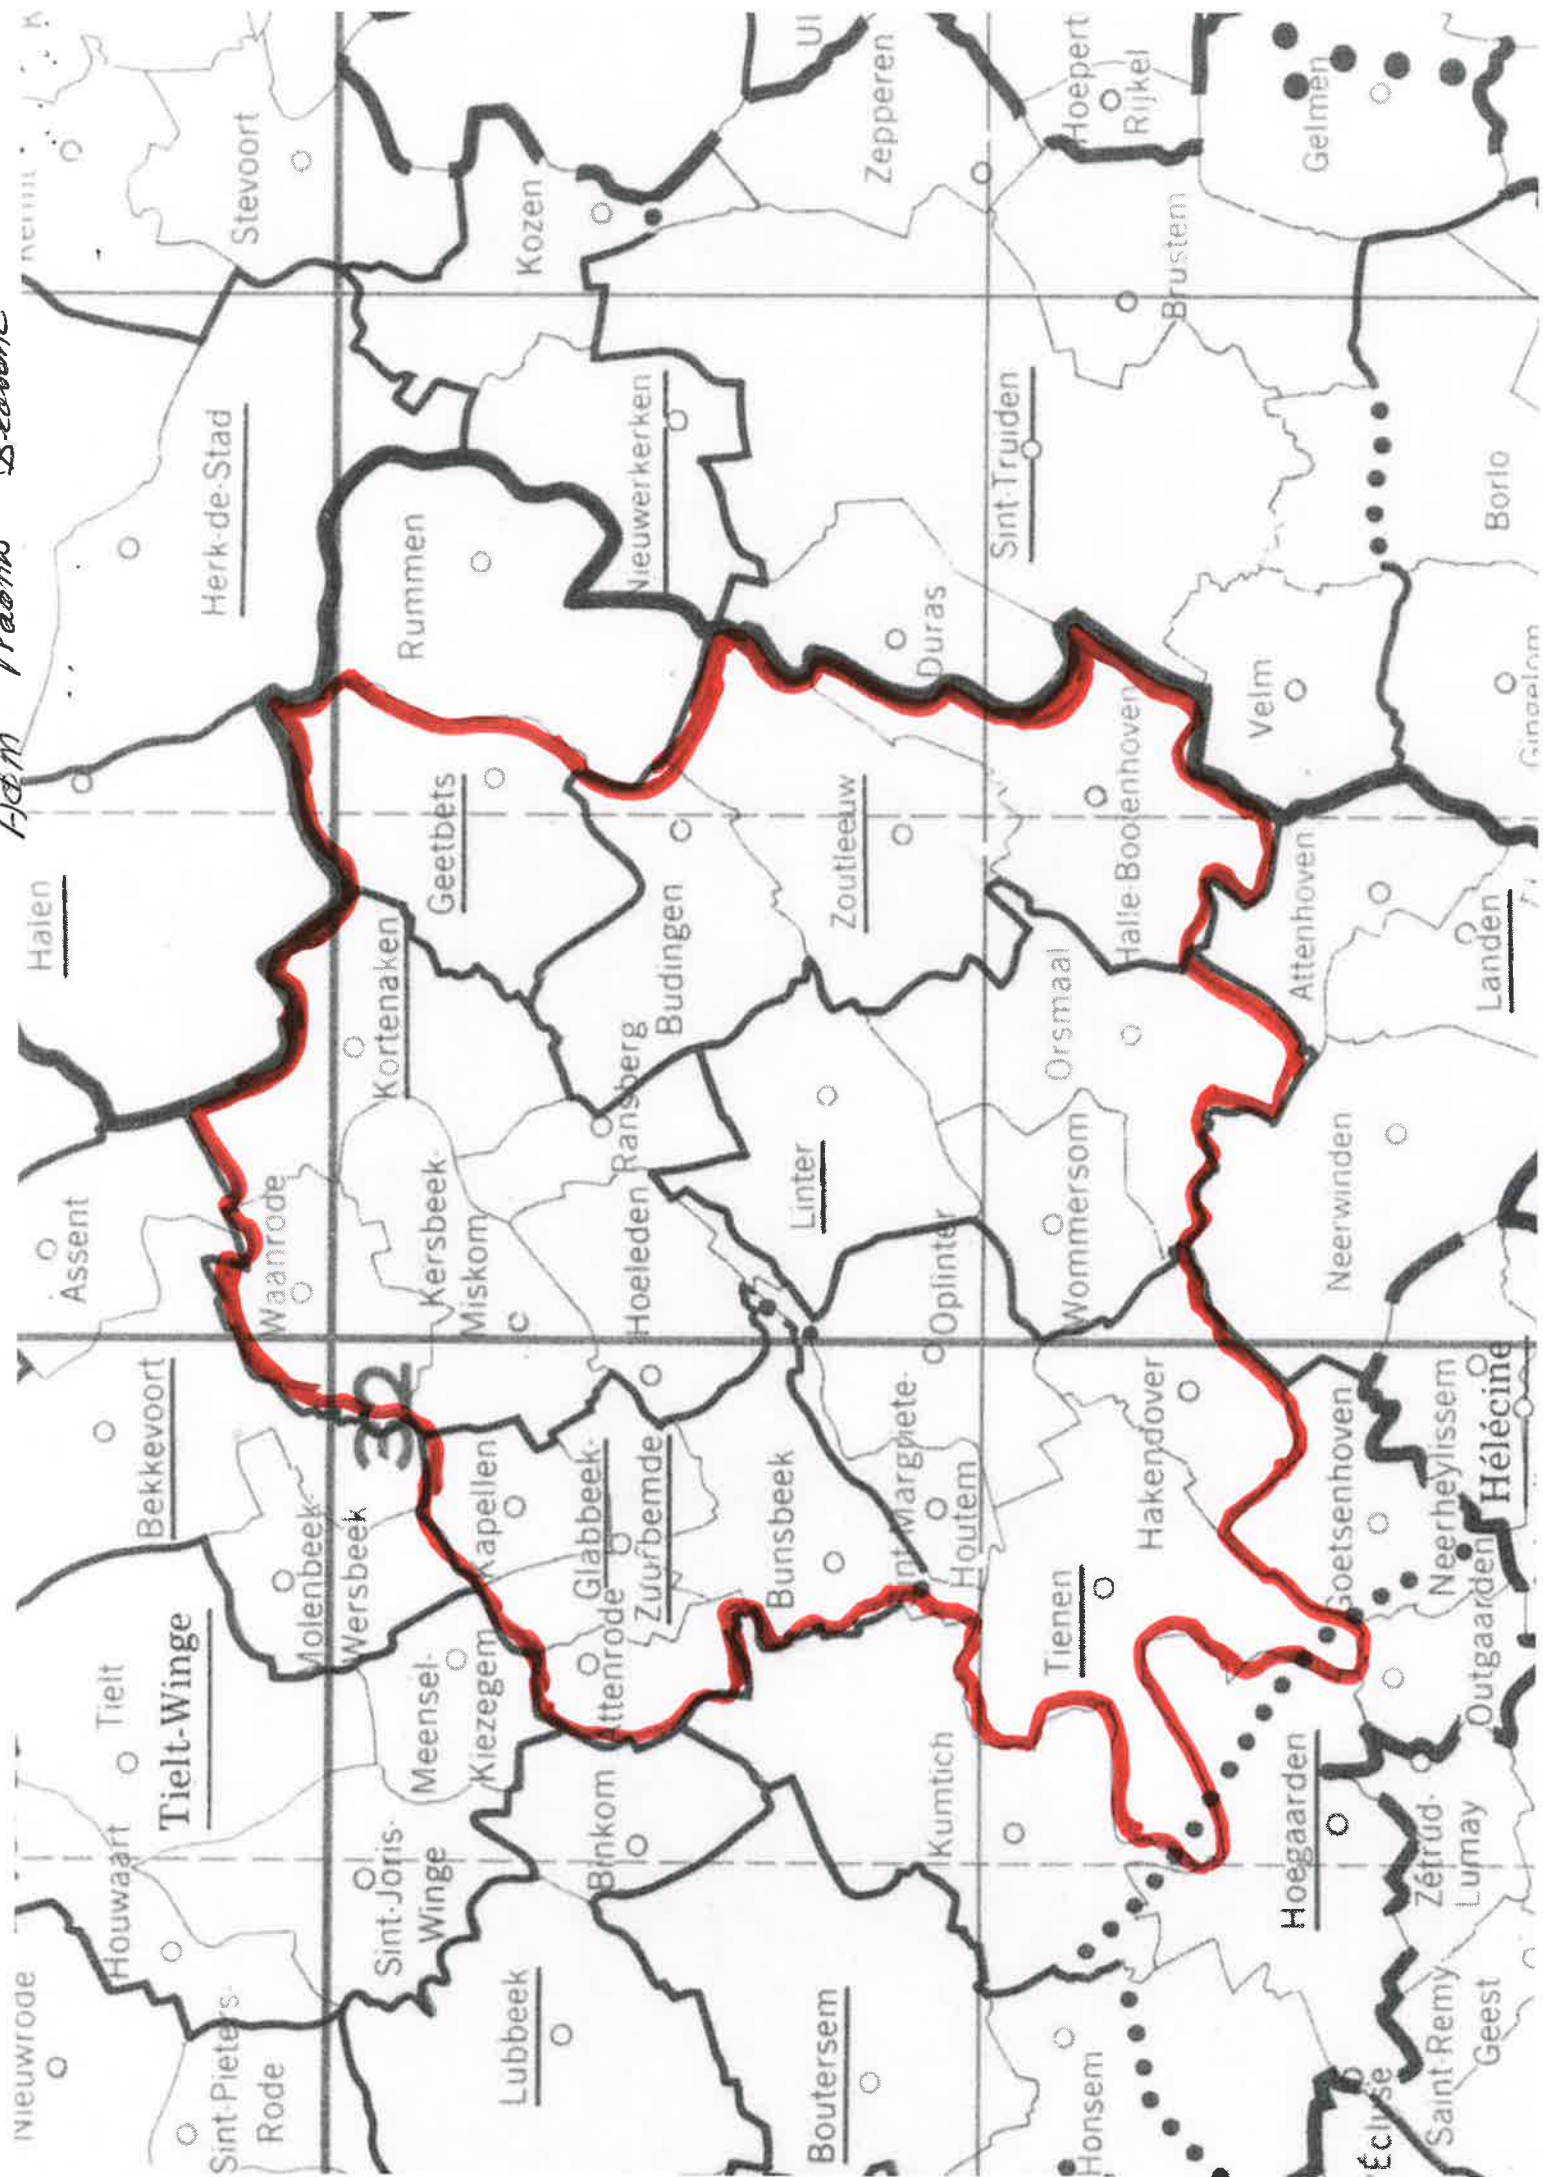 Nieuwrode
Houwaart
Tielt
Tielt-Winge
Sint-Pieters-
Rode
Bekkevoort
Assent
Halen
Herk-de-Stad
Stevoort
Molenbeek-
Wersbeek
Waanrode
Sint-Joris-
Winge
Meensel-
Kiezegem
32
Kapellen
Kersbeek-
Miskom
C
Kortenaken
Geetbets
Rummen
Kozen
Lubbeek
Binkom
Attenrode
Glabbeek-
Zuurbemde
Hoeleden
Ransberg
Budingen
Nieuwerkerken
Boutersem
Bunsbeek
Linter
Zoutleeuw
Duras
Zepperen
Kumtich
Sint-Margriete-
Houtem
Oplinter
Sint-Truiden
Honsem
Tienen
Hakendover
Wommersom
Orsmaal
Halle-Booienhoven
Brustem
Hoepert
Rijkel
Hoegaarden
Goetsenhoven
Neerwinden
Attenhoven
Velm
Gelmen
L'Écluse
Saint-Remy-
Geest
Zétrud-
Lumay
Outgaarden
Neerheylissem
Hélécine
Landen
Gingelom
Borlo